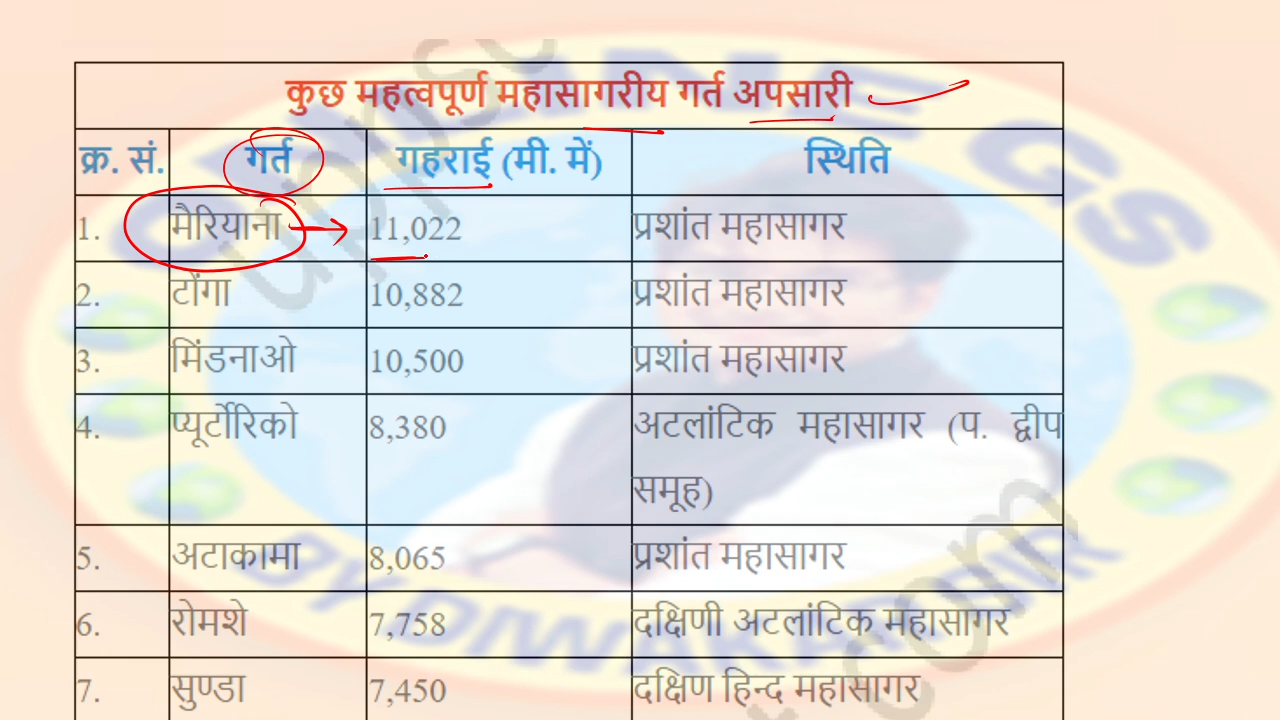 कुछ महत्वपूर्ण महासागरीय गर्त अपसारी
क्र. सं. गर्त गहराई (मी. में) स्थिति
1. मैरियाना 11,022 प्रशांत महासागर
2. टोंगा 10,882 प्रशांत महासागर
3. मिंडनाओ 10,500 प्रशांत महासागर
4. प्यूर्टोरिको 8,380 अटलांटिक महासागर (प. द्वीप
समूह)
5. अटाकामा 8,065 प्रशांत महासागर
6. रोमशे 7,758 दक्षिणी अटलांटिक महासागर
7. सुण्डा 7,450 दक्षिण हिन्द महासागर